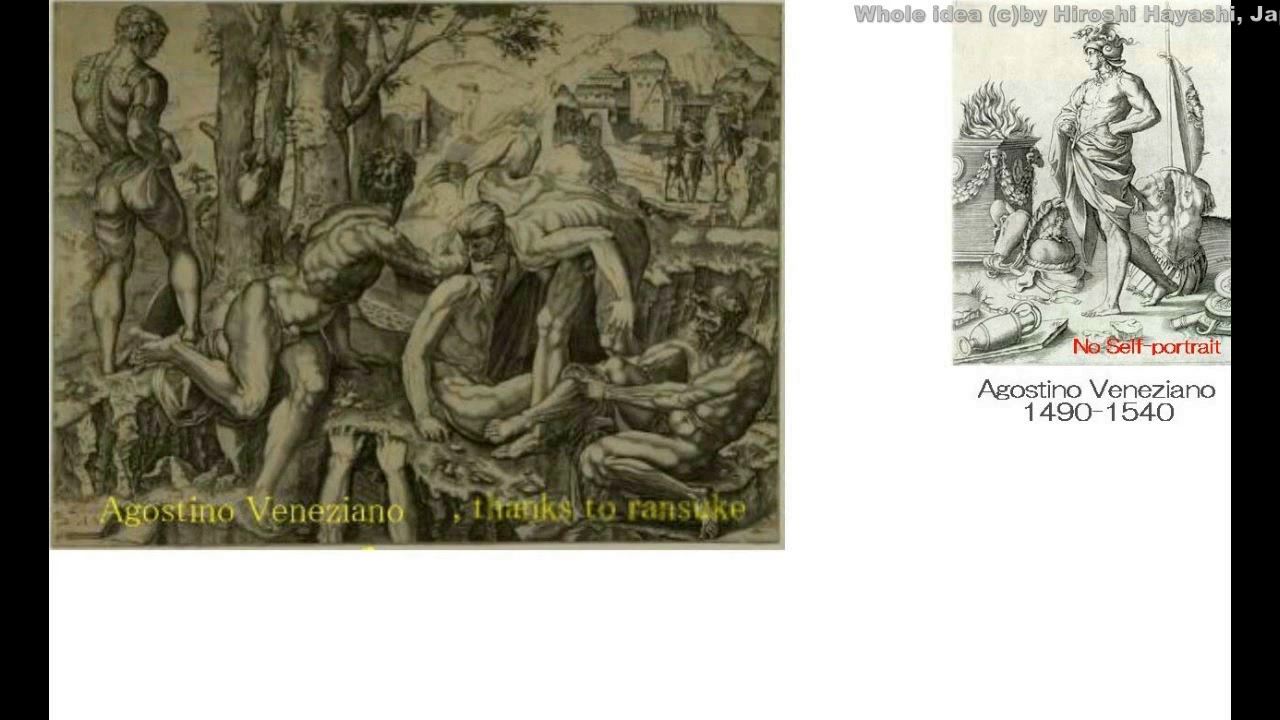 Whole idea (c)by Hiroshi Hayashi, Ja
Agostino Veneziano , thanks to ransuke
No Self-portrait
Agostino Veneziano
1490-1540